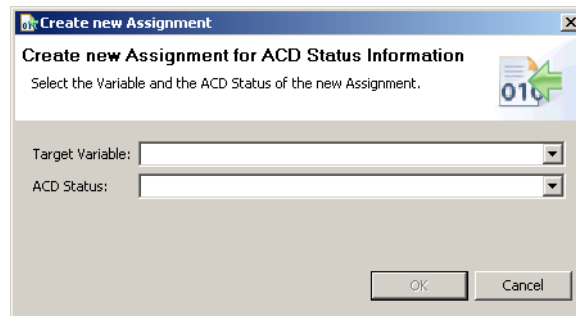 Create new Assignment
Create new Assignment for ACD Status Information
Select the Variable and the ACD Status of the new Assignment.
010
Target Variable:
ACD Status:
OK
Cancel